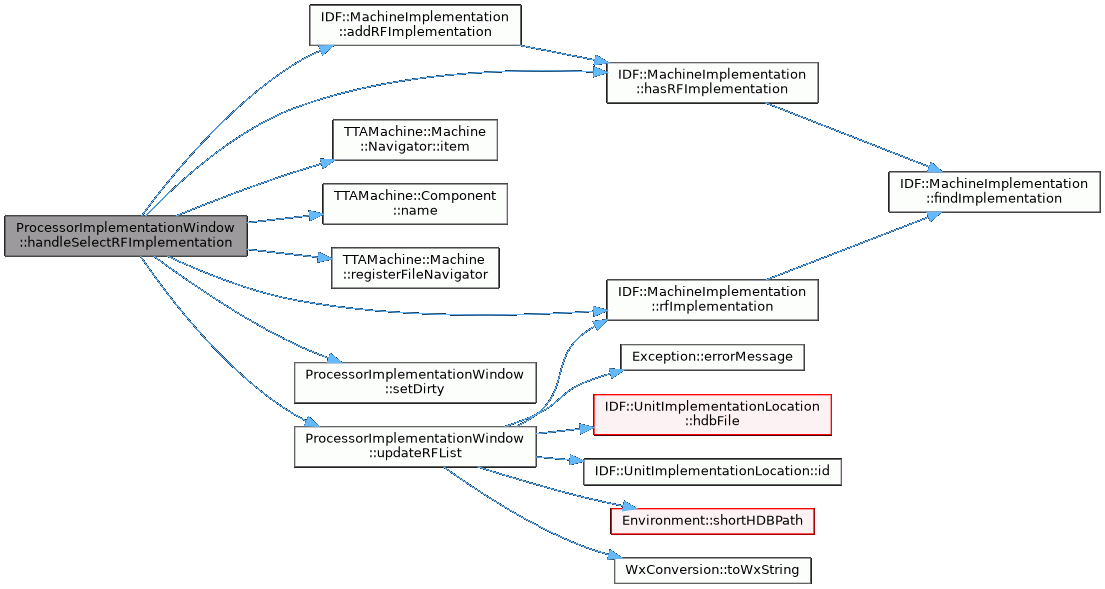 ProcessorImplementationWindow
::handleSelectRFImplementation
IDF::MachineImplementation
::addRFImplementation
IDF::MachineImplementation
::hasRFImplementation
TTAMachine::Machine
::Navigator::item
TTAMachine::Component
::name
TTAMachine::Machine
::registerFileNavigator
IDF::MachineImplementation
::rfImplementation
ProcessorImplementationWindow
::setDirty
ProcessorImplementationWindow
::updateRFList
IDF::MachineImplementation
::findImplementation
Exception::errorMessage
IDF::UnitImplementationLocation
::hdbFile
IDF::UnitImplementationLocation::id
Environment::shortHDBPath
WxConversion::toWxString